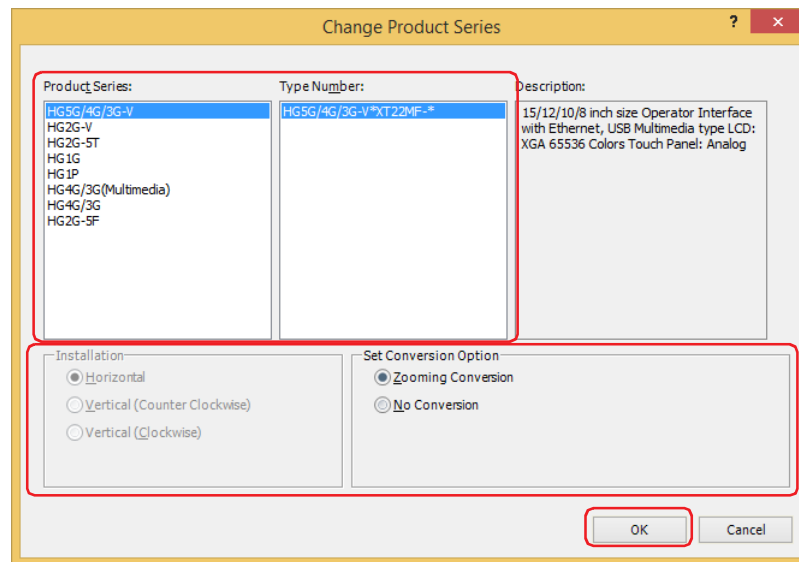 Change Product Series
?
×
Product Series:
Type Number:
Description:
HG5G/4G/3G-V
HG2G-V
HG2G-5T
HG1G
HG1P
HG4G/3G(Multimedia)
HG4G/3G
HG2G-5F
HG5G/4G/3G-V*XT22MF-*
15/12/10/8 inch size Operator Interface
with Ethernet, USB Multimedia type LCD:
XGA 65536 Colors Touch Panel: Analog
Installation
Horizontal
Vertical (Counter Clockwise)
Vertical (Clockwise)
Set Conversion Option
Zooming Conversion
No Conversion
OK
Cancel